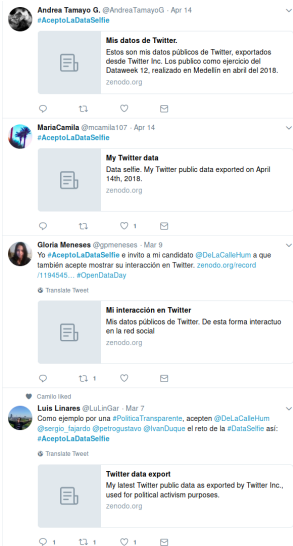 Andrea Tamayo G. @AndreaTamayoG · Apr 14
#AceptoLaDataSelfie
Mis datos de Twitter.
Estos son mis datos públicos de Twitter, exportados
desde Twitter Inc. Los publico como ejercicio del
Dataweek 12, realizado en Medellín en abril del 2018.
zenodo.org
MariaCamila @mcamila107 · Apr 14
#AceptoLaDataSelfie
My Twitter data
Data selfie. My Twitter public data exported on April
14th, 2018.
zenodo.org
1
Gloria Meneses @gpmeneses · Mar 9
Yo #AceptoLaDataSelfie e invito a mi candidato @DeLaCalleHum a que
también acepte mostrar su interacción en Twitter. zenodo.org/record
/1194545… #OpenDataDay
Translate Tweet
Mi interacción en Twitter
Mis datos públicos de Twitter. De esta forma interactuo
en la red social
zenodo.org
1
Camilo liked
Luis Linares @LuLinGar · Mar 7
Como ejemplo por una #PoliticaTransparente, acepten @DeLaCalleHum
@sergio_fajardo @petrogustavo @IvanDuque el reto de la #DataSelfie así:
#AceptoLaDataSelfie
Translate Tweet
Twitter data export
My latest Twitter public data as exported by Twitter Inc.,
used for political activism purposes.
zenodo.org
1 1 1